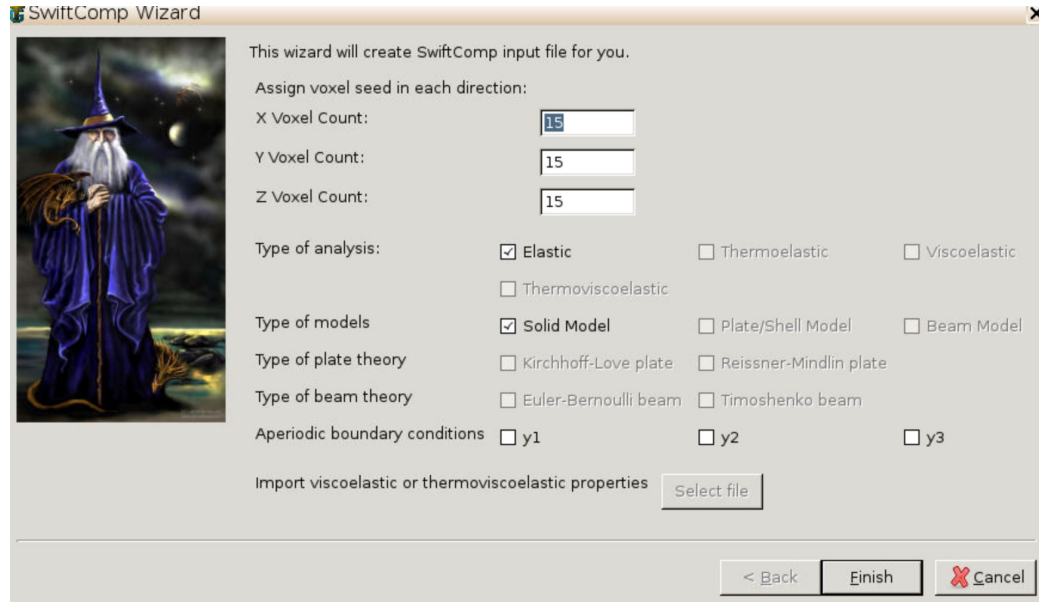 SwiftComp Wizard
This wizard will create SwiftComp input file for you.
Assign voxel seed in each direction:
X Voxel Count: 15
Y Voxel Count: 15
Z Voxel Count: 15
Type of analysis: Elastic Thermoelastic Viscoelastic
Thermoviscoelastic
Type of models Solid Model Plate/Shell Model Beam Model
Type of plate theory Kirchhoff-Love plate Reissner-Mindlin plate
Type of beam theory Euler-Bernoulli beam Timoshenko beam
Aperiodic boundary conditions y1 y2 y3
Import viscoelastic or thermoviscoelastic properties Select file
< Back Finish Cancel